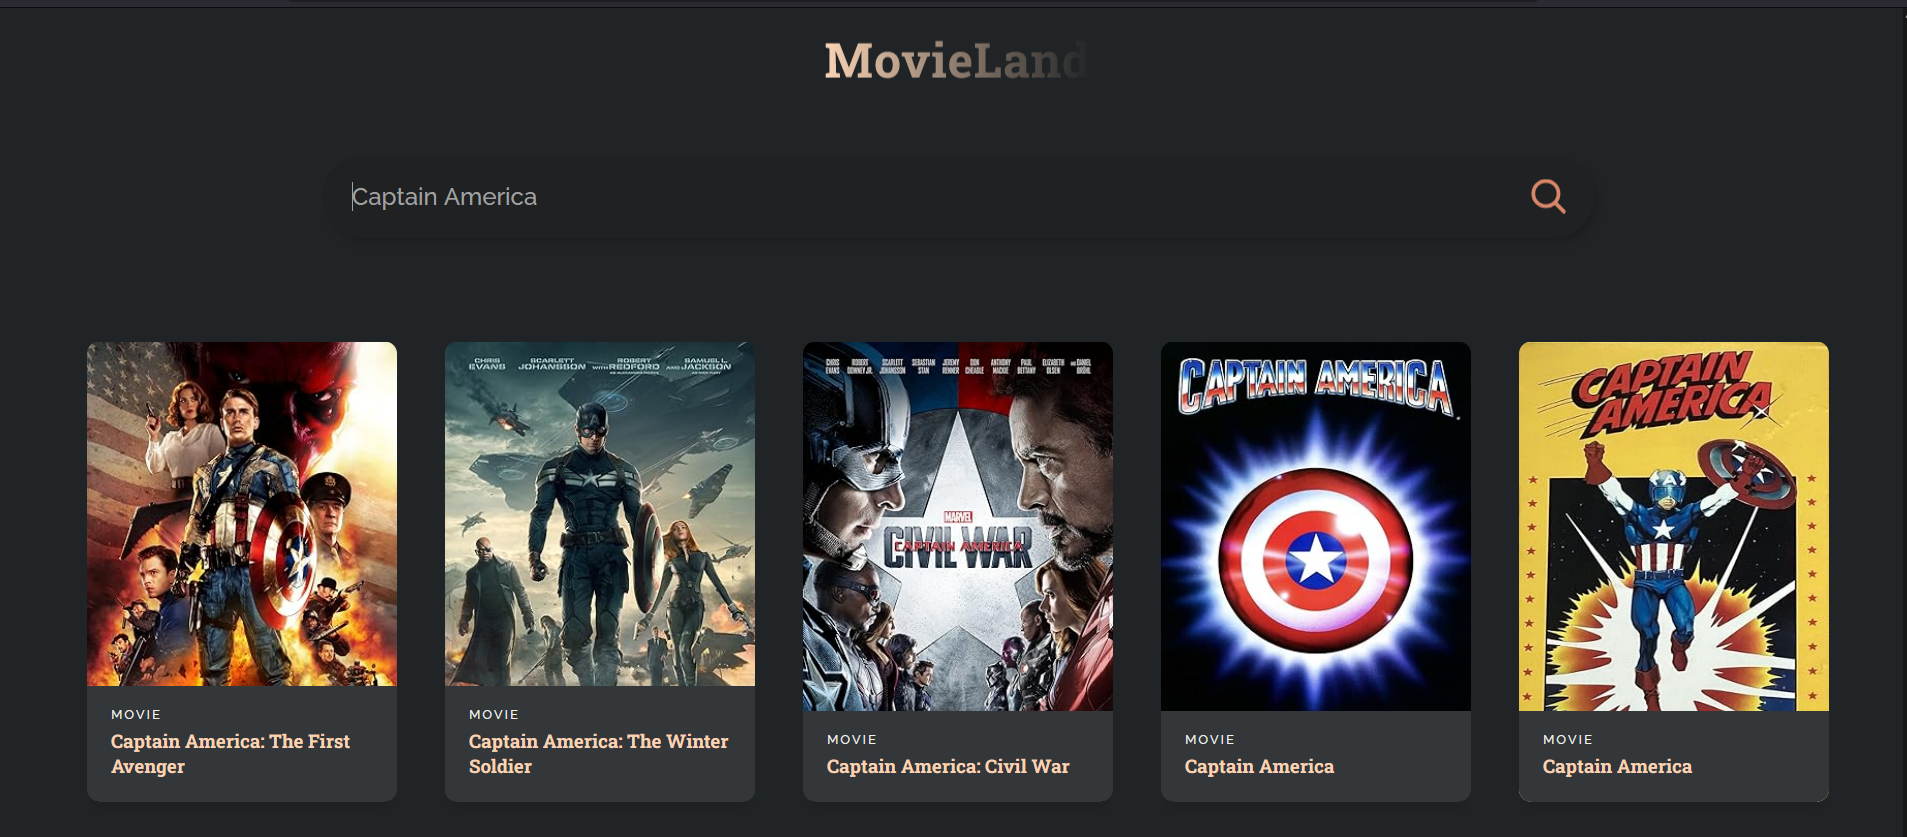 MovieLand
Captain America
CHRIS EVANS SCARLETT JOHANSSON WITH ROBERT REDFORD AND SAMUEL L. JACKSON
CHRIS EVANS ROBERT DOWNEY JR. SCARLETT JOHANSSON SEBASTIAN STAN JEREMY RENNER DON CHEADLE ANTHONY MACKIE PAUL BETTANY ELIZABETH OLSEN AND DANIEL BRÜHL
MARVEL
CAPTAIN AMERICA
CIVIL WAR
CAPTAIN AMERICA
CAPTAIN
AMERICA
MOVIE
Captain America: The First
Avenger
MOVIE
Captain America: The Winter
Soldier
MOVIE
Captain America: Civil War
MOVIE
Captain America
MOVIE
Captain America